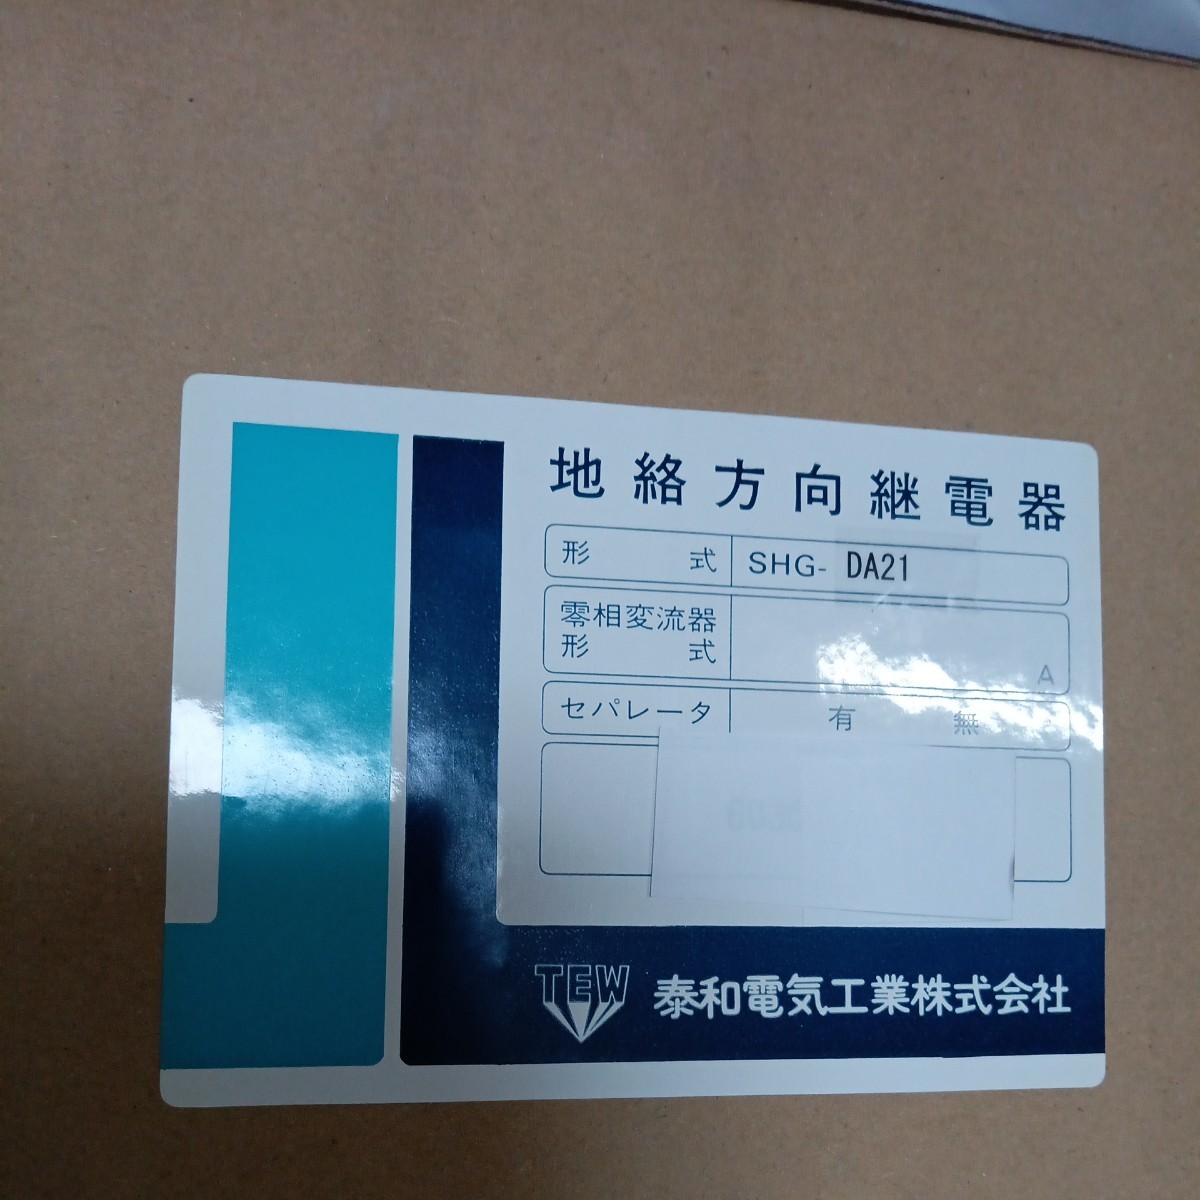 地絡方向継電器
形式 SHG- DA21
零相変流器
形式 A
セパレータ 有 無
TEW 泰和電気工業株式会社